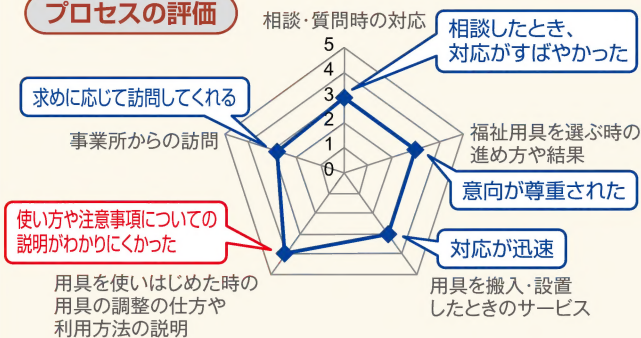 プロセスの評価
相談・質問時の対応
5
4
3
2
1
0
相談したとき、
対応がすばやかった
求めに応じて訪問してくれる
事業所からの訪問
福祉用具を選ぶ時の
進め方や結果
意向が尊重された
使い方や注意事項についての
説明がわかりにくかった
対応が迅速
用具を使いはじめた時の
用具の調整の仕方や
利用方法の説明
用具を搬入・設置
したときのサービス